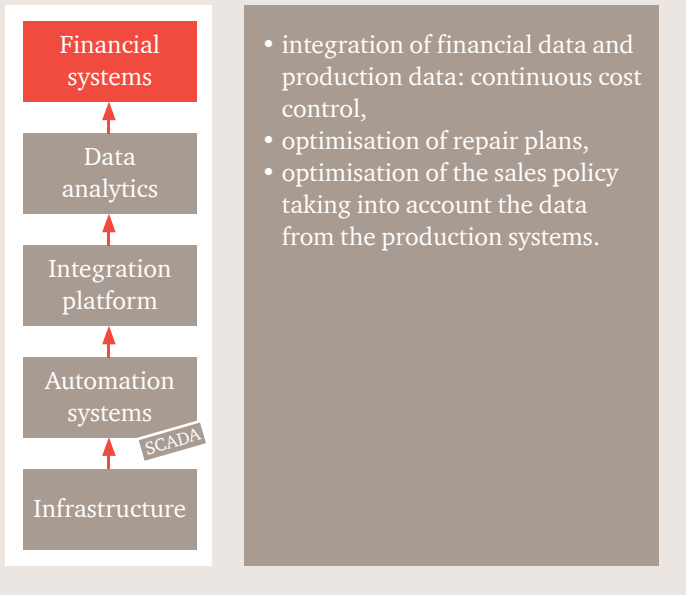 Financial
systems
Data
analytics
Integration
platform
Automation
systems
SCADA
Infrastructure
• integration of financial data and
production data: continuous cost
control,
• optimisation of repair plans,
• optimisation of the sales policy
taking into account the data
from the production systems.